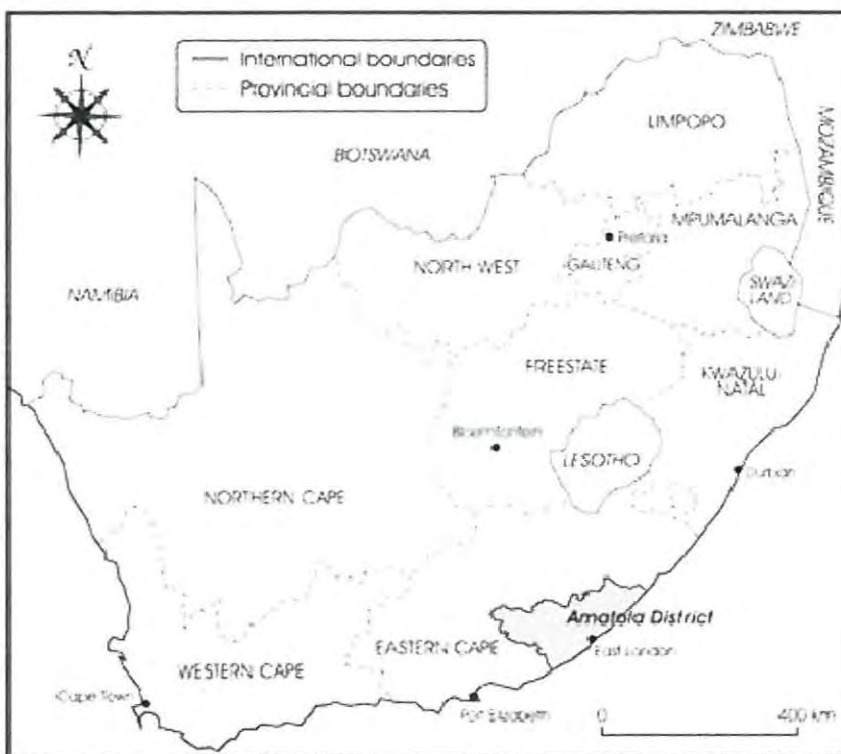 ZIMBABWE
N
International boundaries
Provincial boundaries
LIMPOPO
MOZAMBIQUE
BOTSWANA
MPUMALANGA
Pretoria
NORTH WEST
GAUTENG
NAMIBIA
SWAZI
LAND
FREESTATE
KWAZULU-
NATAL
Bloemfontein
LESOTHO
Durban
NORTHERN CAPE
Amatola District
EASTERN CAPE
East London
WESTERN CAPE
Cape Town
Port Elizabeth
0
400 km